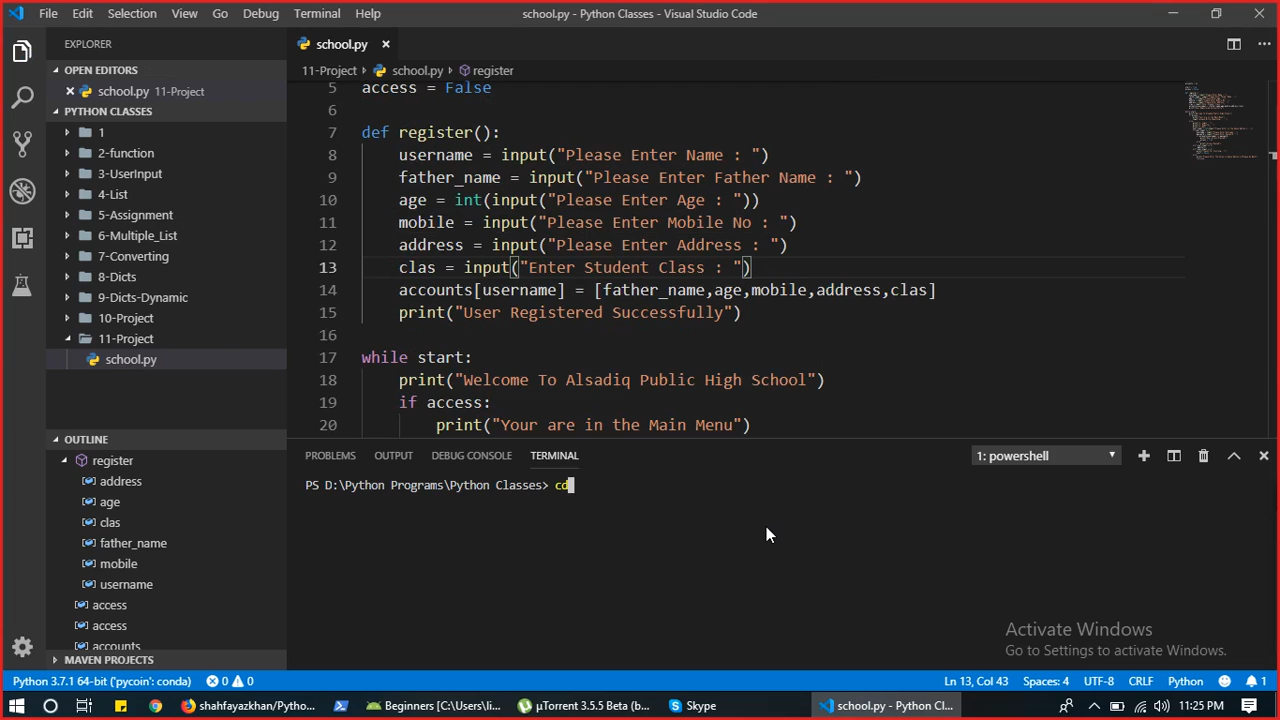 File Edit Selection View Go Debug Terminal Help school.py - Python Classes - Visual Studio Code
EXPLORER
OPEN EDITORS
school.py 11-Project
PYTHON CLASSES
1
2-function
3-UserInput
4-List
5-Assignment
6-Multiple_List
7-Converting
8-Dicts
9-Dicts-Dynamic
10-Project
11-Project
school.py
OUTLINE
register
address
age
clas
father_name
mobile
username
access
access
accounts
MAVEN PROJECTS
school.py
11-Project school.py register
5 access = False
6
7 def register():
8 username = input("Please Enter Name : ")
9 father_name = input("Please Enter Father Name : ")
10 age = int(input("Please Enter Age : "))
11 mobile = input("Please Enter Mobile No : ")
12 address = input("Please Enter Address : ")
13 clas = input("Enter Student Class : ")
14 accounts[username] = [father_name,age,mobile,address,clas]
15 print("User Registered Successfully")
16
17 while start:
18 print("Welcome To Alsadiq Public High School")
19 if access:
20 print("Your are in the Main Menu")
PROBLEMS OUTPUT DEBUG CONSOLE TERMINAL 1: powershell
PS D:\Python Programs\Python Classes> cd
Activate Windows
Go to Settings to activate Windows.
Python 3.7.1 64-bit ('pycoin': conda) 0 0 Ln 13, Col 43 Spaces: 4 UTF-8 CRLF Python 1
shahfayazkhan/Pytho... Beginners [C:\Users\li... µTorrent 3.5.5 Beta (b... Skype school.py - Python Cl... 11:25 PM